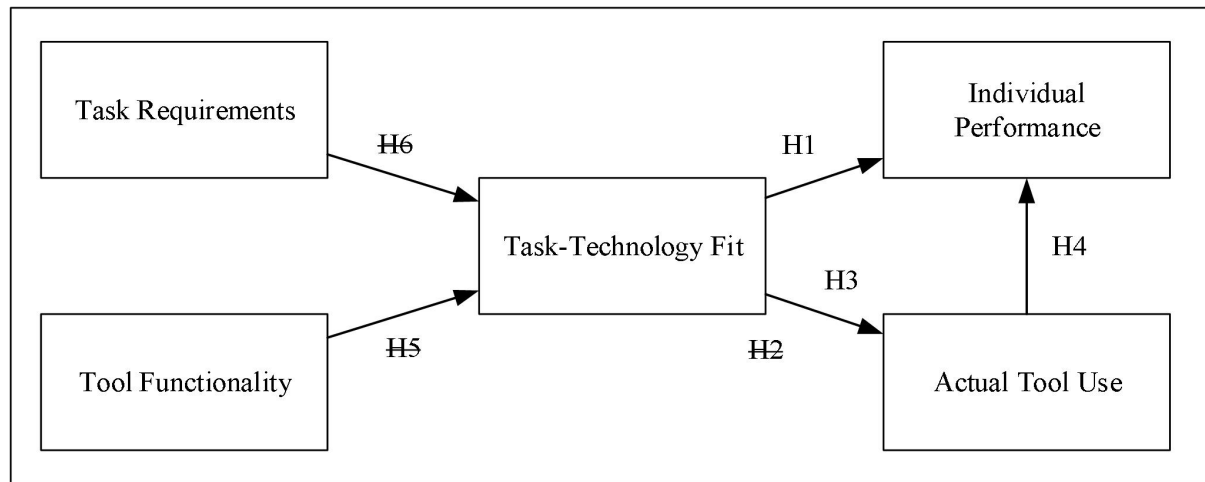 Task Requirements
Individual
Performance
H6
H1
Task-Technology Fit
H3
H4
H5
H2
Tool Functionality
Actual Tool Use